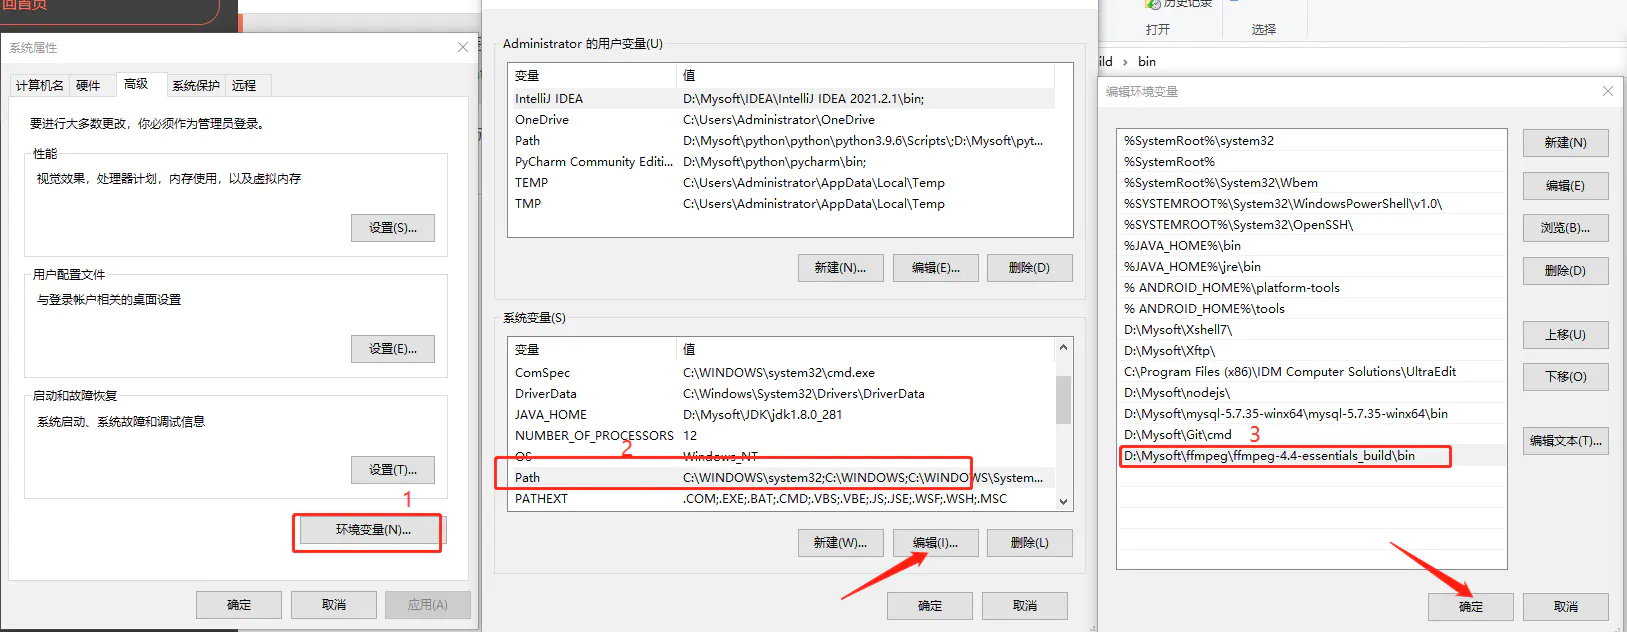 回首页
系统属性
计算机名
硬件
高级
系统保护
远程
要进行大多数更改，你必须作为管理员登录。
性能
视觉效果，处理器计划，内存使用，以及虚拟内存
设置(S)...
用户配置文件
与登录帐户相关的桌面设置
设置(E)...
启动和故障恢复
系统启动、系统故障和调试信息
设置(T)...
1
环境变量(N)...
确定
取消
应用(A)
Administrator 的用户变量(U)
变量 值
IntelliJ IDEA D:\Mysoft\IDEA\IntelliJ IDEA 2021.2.1\bin;
OneDrive C:\Users\Administrator\OneDrive
Path D:\Mysoft\python\python\python3.9.6\Scripts\;D:\Mysoft\pyt...
PyCharm Community Editi... D:\Mysoft\python\pycharm\bin;
TEMP C:\Users\Administrator\AppData\Local\Temp
TMP C:\Users\Administrator\AppData\Local\Temp
新建(N)...
编辑(E)...
删除(D)
系统变量(S)
变量 值
ComSpec C:\WINDOWS\system32\cmd.exe
DriverData C:\Windows\System32\Drivers\DriverData
JAVA_HOME D:\Mysoft\JDK\jdk1.8.0_281
NUMBER_OF_PROCESSORS 12
2
OS Windows_NT
Path C:\WINDOWS\system32;C:\WINDOWS;C:\WINDOWS\System...
PATHEXT .COM;.EXE;.BAT;.CMD;.VBS;.VBE;.JS;.JSE;.WSF;.WSH;.MSC
新建(W)...
编辑(I)...
删除(L)
确定
取消
历史记录
打开
选择
ild › bin
编辑环境变量
%SystemRoot%\system32
%SystemRoot%
%SystemRoot%\System32\Wbem
%SYSTEMROOT%\System32\WindowsPowerShell\v1.0\
%SYSTEMROOT%\System32\OpenSSH\
%JAVA_HOME%\bin
%JAVA_HOME%\jre\bin
% ANDROID_HOME%\platform-tools
% ANDROID_HOME%\tools
D:\Mysoft\Xshell7\
D:\Mysoft\Xftp\
C:\Program Files (x86)\IDM Computer Solutions\UltraEdit
D:\Mysoft\nodejs\
D:\Mysoft\mysql-5.7.35-winx64\mysql-5.7.35-winx64\bin
D:\Mysoft\Git\cmd
3
D:\Mysoft\ffmpeg\ffmpeg-4.4-essentials_build\bin
新建(N)
编辑(E)
浏览(B)...
删除(D)
上移(U)
下移(O)
编辑文本(T)...
确定
取消